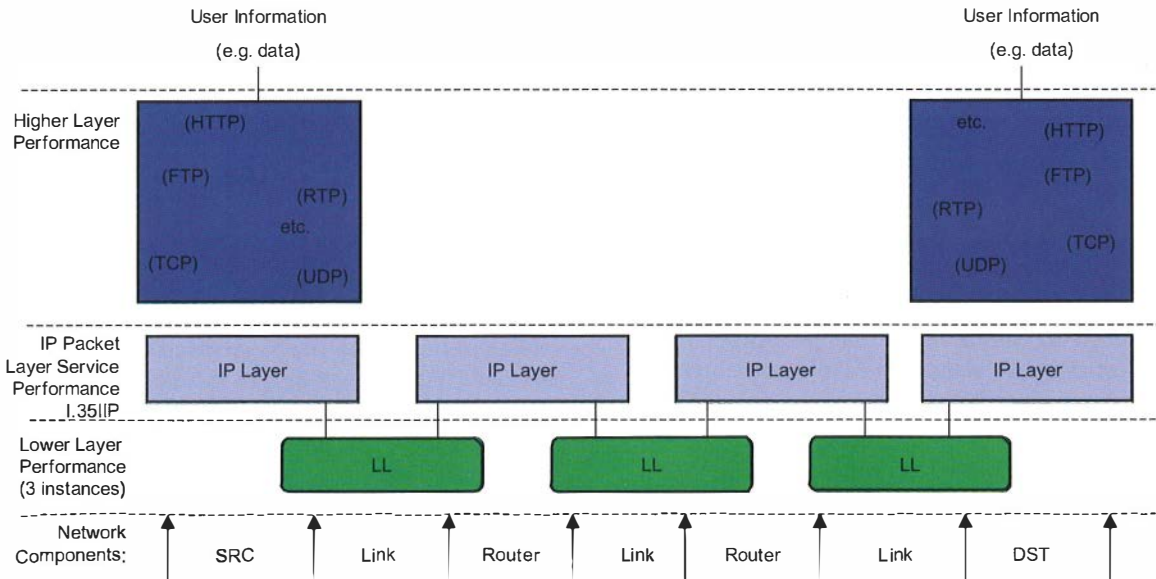 User Information
(e.g. data)
User Information
(e.g. data)
Higher Layer
Performance
(HTTP)
(FTP)
(RTP)
etc.
(TCP)
(UDP)
etc.
(HTTP)
(FTP)
(RTP)
(TCP)
(UDP)
IP Packet
Layer Service
Performance
I.35IIP
IP Layer
IP Layer
IP Layer
IP Layer
Lower Layer
Performance
(3 instances)
LL
LL
LL
Network
Components:
SRC
Link
Router
Link
Router
Link
DST